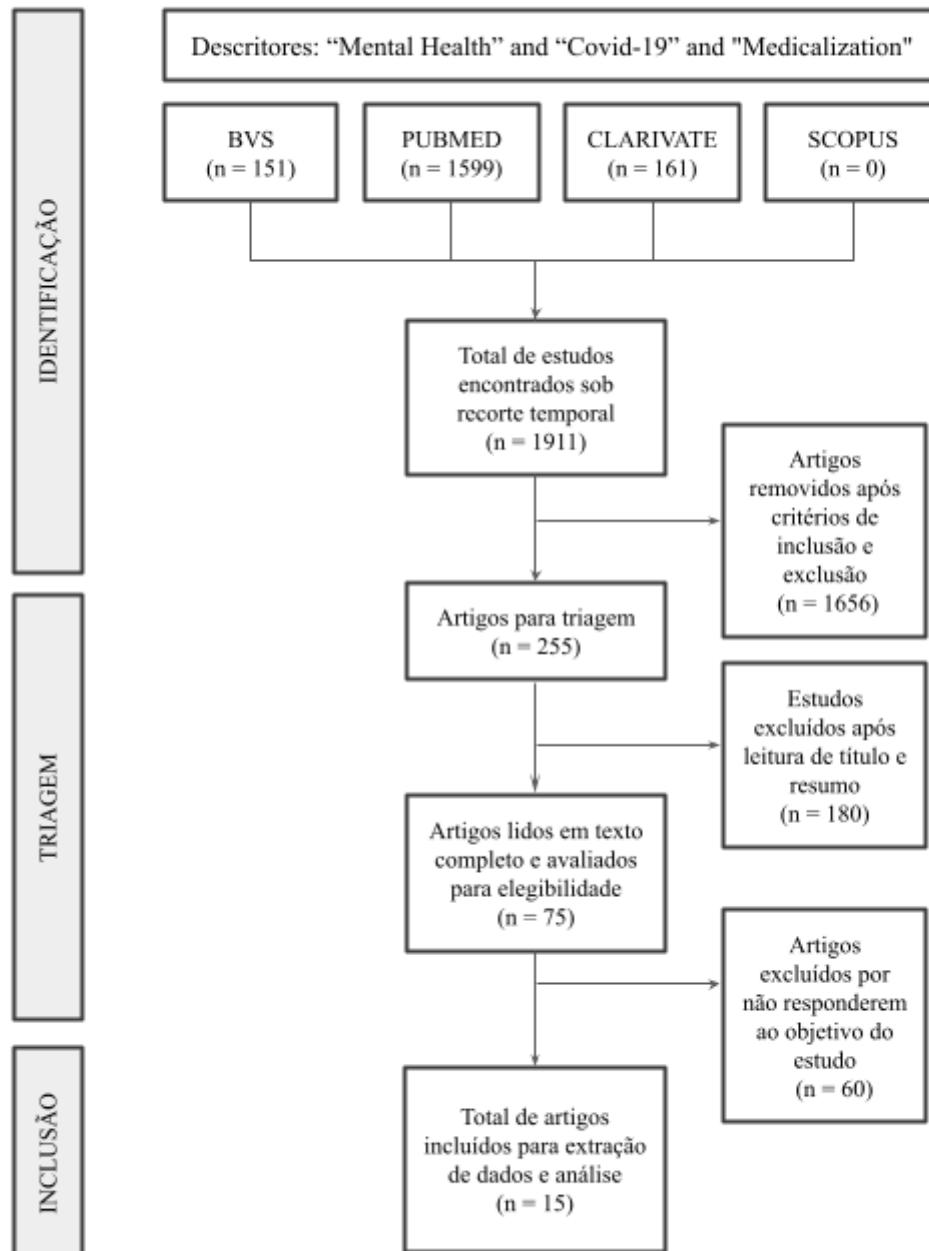 Descritores: “Mental Health” and “Covid-19” and "Medicalization"
BVS
(n = 151)
PUBMED
(n = 1599)
CLARIVATE
(n = 161)
SCOPUS
(n = 0)
IDENTIFICAÇÃO
Total de estudos
encontrados sob
recorte temporal
(n = 1911)
Artigos
removidos após
critérios de
inclusão e
exclusão
(n = 1656)
TRIAGEM
Artigos para triagem
(n = 255)
Estudos
excluídos após
leitura de título e
resumo
(n = 180)
Artigos lidos em texto
completo e avaliados
para elegibilidade
(n = 75)
Artigos
excluídos por
não responderem
ao objetivo do
estudo
(n = 60)
INCLUSÃO
Total de artigos
incluídos para extração
de dados e análise
(n = 15)